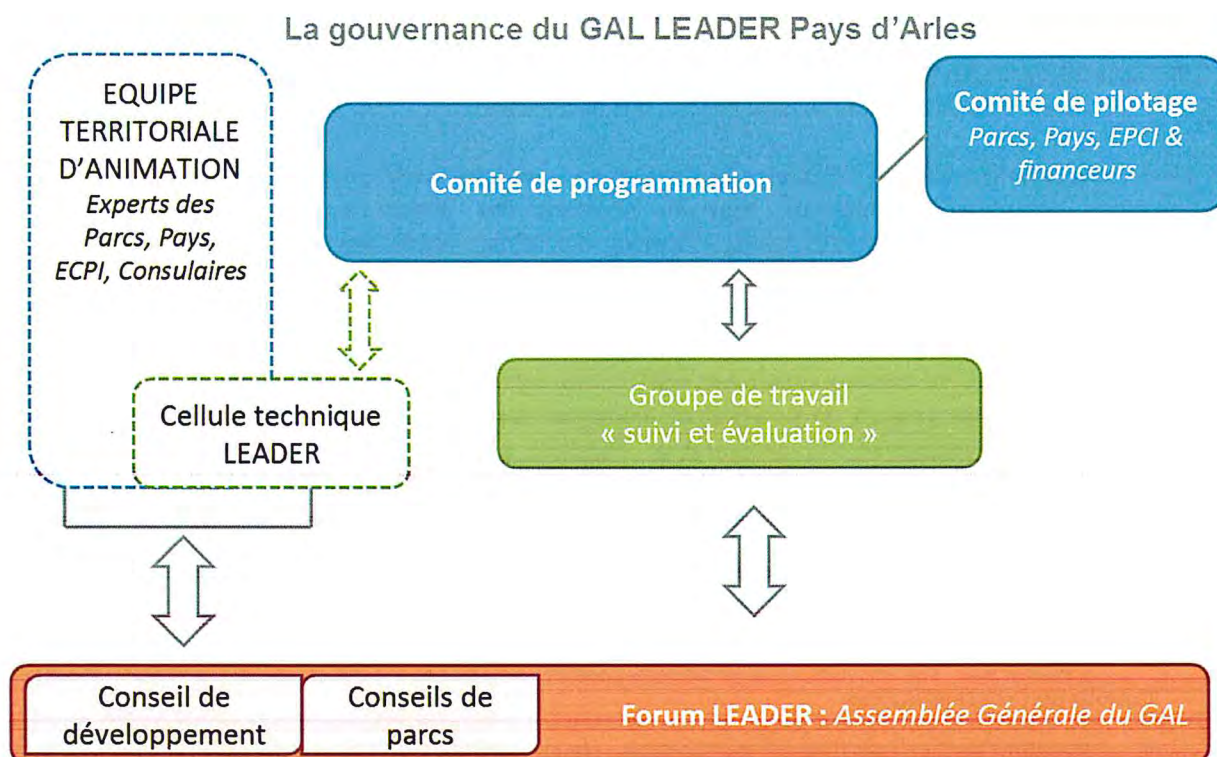 La gouvernance du GAL LEADER Pays d'Arles
EQUIPE
TERRITORIALE
D'ANIMATION
Experts des
Parcs, Pays,
ECPI, Consulaires
Comité de programmation
Comité de pilotage
Parcs, Pays, EPCI &
financeurs
Cellule technique
LEADER
Groupe de travail
« suivi et évaluation »
Conseil de
développement
Conseils de
parcs
Forum LEADER : Assemblée Générale du GAL